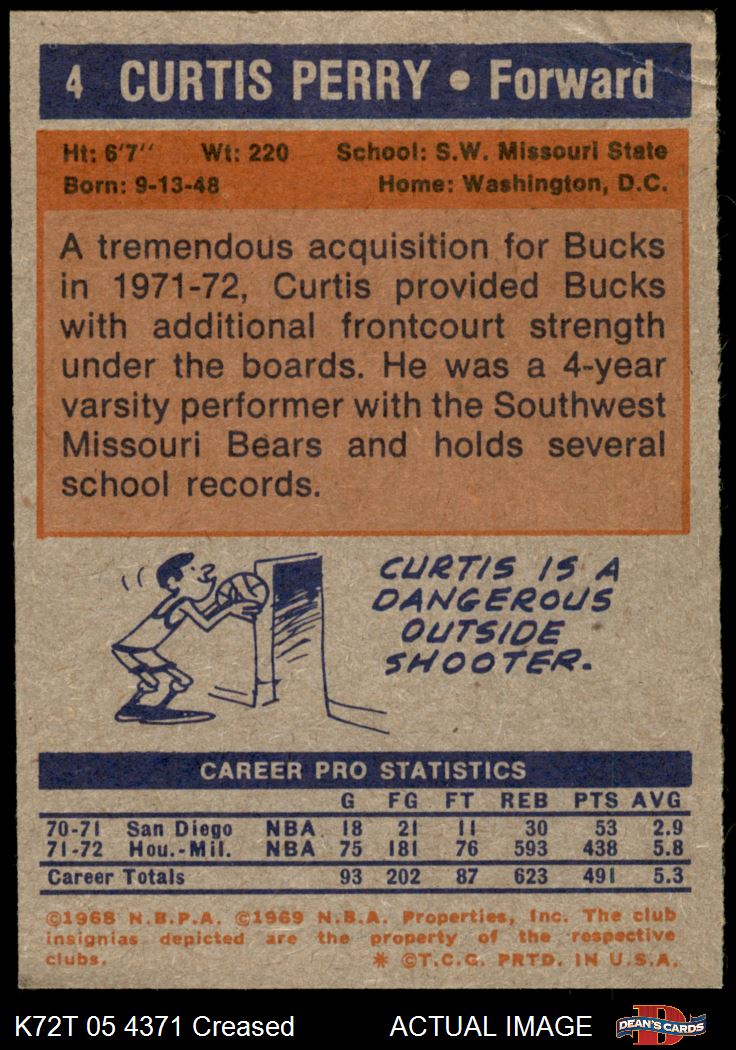 4 CURTIS PERRY • Forward
Ht: 6'7'' Wt: 220 School: S.W. Missouri State
Born: 9-13-48 Home: Washington, D.C.
A tremendous acquisition for Bucks
in 1971-72, Curtis provided Bucks
with additional frontcourt strength
under the boards. He was a 4-year
varsity performer with the Southwest
Missouri Bears and holds several
school records.
CURTIS IS A
DANGEROUS
OUTSIDE
SHOOTER.
CAREER PRO STATISTICS
G FG FT REB PTS AVG
70-71 San Diego NBA 18 21 11 30 53 2.9
71-72 Hou.-Mil. NBA 75 181 76 593 438 5.8
Career Totals 93 202 87 623 491 5.3
©1968 N.B.P.A. ©1969 N.B.A. Properties, Inc. The club
insignias depicted are the property of the respective
clubs. * ©T.C.G. PRTD. IN U.S.A.
K72T 05 4371 Creased ACTUAL IMAGE DEAN'S CARDS